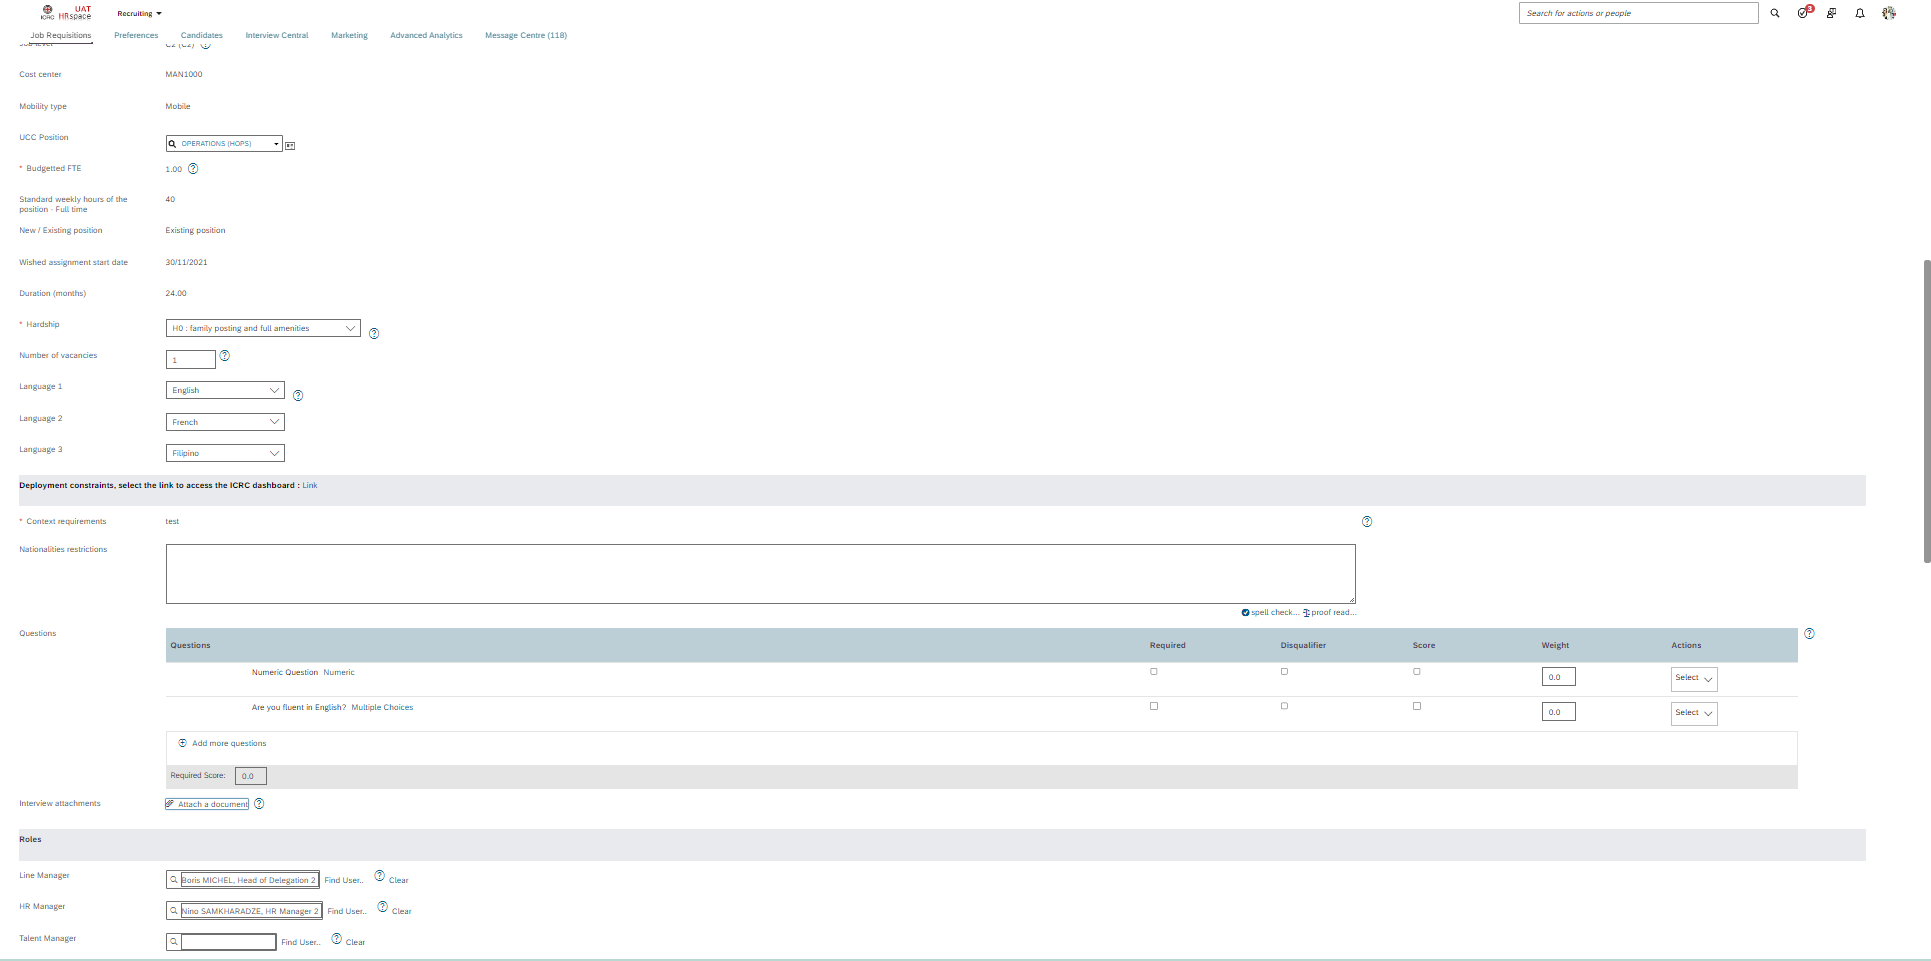 ICRC
UAT
HRspace
Recruiting
Search for actions or people
3
Job Requisitions
Preferences
Candidates
Interview Central
Marketing
Advanced Analytics
Message Centre (118)
Job level
C2 (C2)
Cost center
MAN1000
Mobility type
Mobile
UCC Position
OPERATIONS (HOPS)
* Budgetted FTE
1.00
Standard weekly hours of the
position - Full time
40
New / Existing position
Existing position
Wished assignment start date
30/11/2021
Duration (months)
24.00
* Hardship
H0 : family posting and full amenities
Number of vacancies
1
Language 1
English
Language 2
French
Language 3
Filipino
Deployment constraints, select the link to access the ICRC dashboard : Link
* Context requirements
test
Nationalities restrictions
spell check... proof read...
Questions
Questions
Required
Disqualifier
Score
Weight
Actions
Numeric Question Numeric
0.0
Select
Are you fluent in English? Multiple Choices
0.0
Select
Add more questions
Required Score: 0.0
Interview attachments
Attach a document
Roles
Line Manager
Boris MICHEL, Head of Delegation 2
Find User..
Clear
HR Manager
Nino SAMKHARADZE, HR Manager 2
Find User..
Clear
Talent Manager
Find User..
Clear